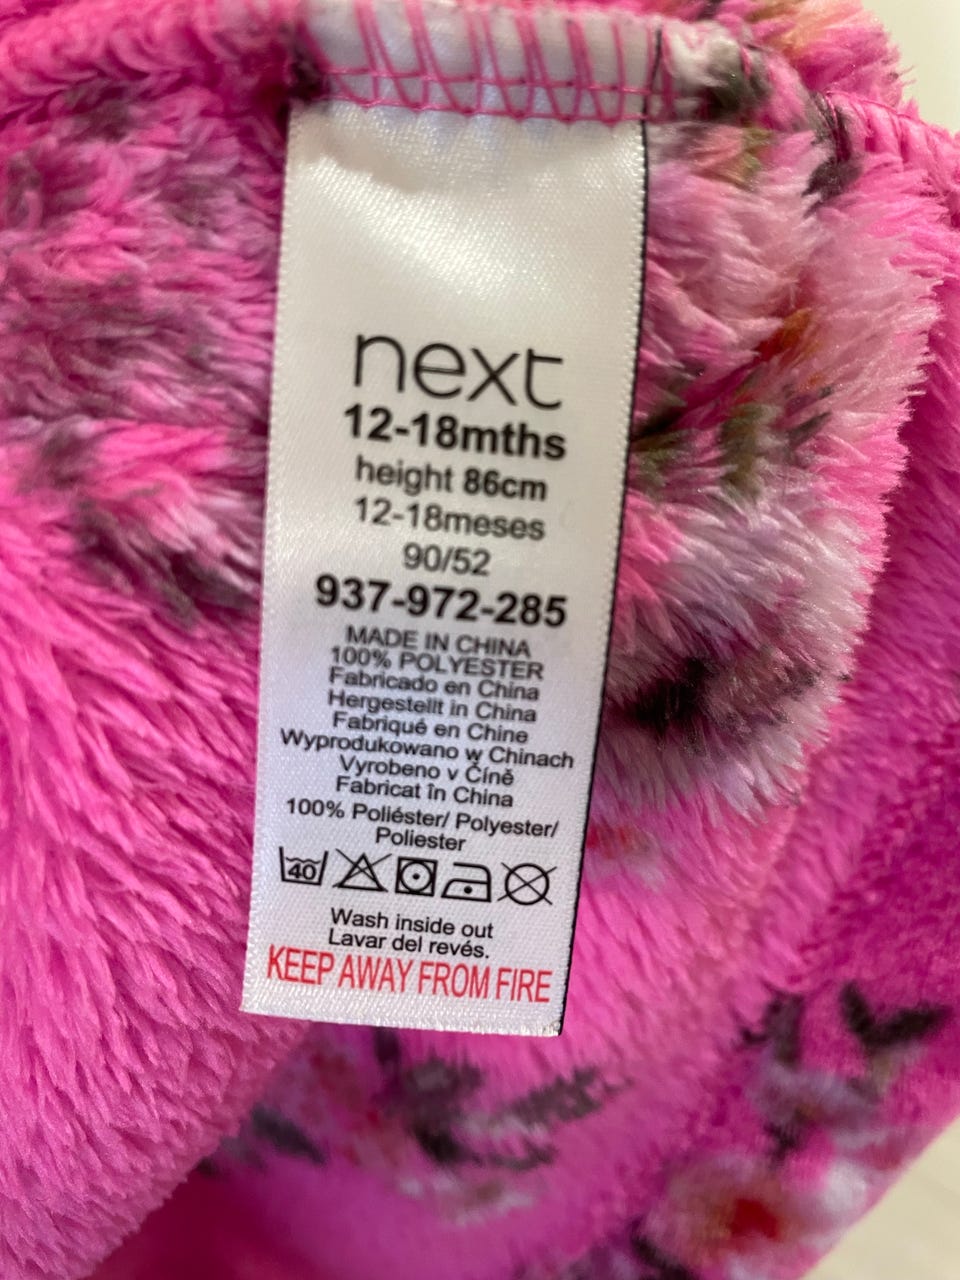 next
12-18mths
height 86cm
12-18meses
90/52
937-972-285
MADE IN CHINA
100% POLYESTER
Fabricado en China
Hergestellt in China
Fabriqué en Chine
Wyprodukowano w Chinach
Vyrobeno v Číně
Fabricat în China
100% Poliéster/ Polyester/
Poliester
40
Wash inside out
Lavar del revés.
KEEP AWAY FROM FIRE